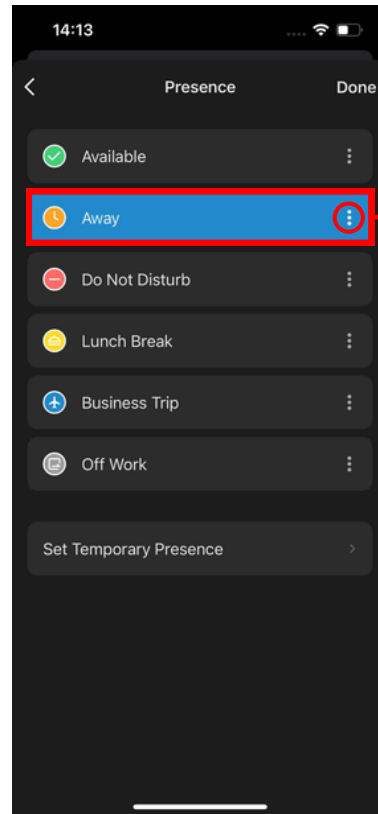 14:13
Presence
Done
Available
Away
Do Not Disturb
Lunch Break
Business Trip
Off Work
Set Temporary Presence